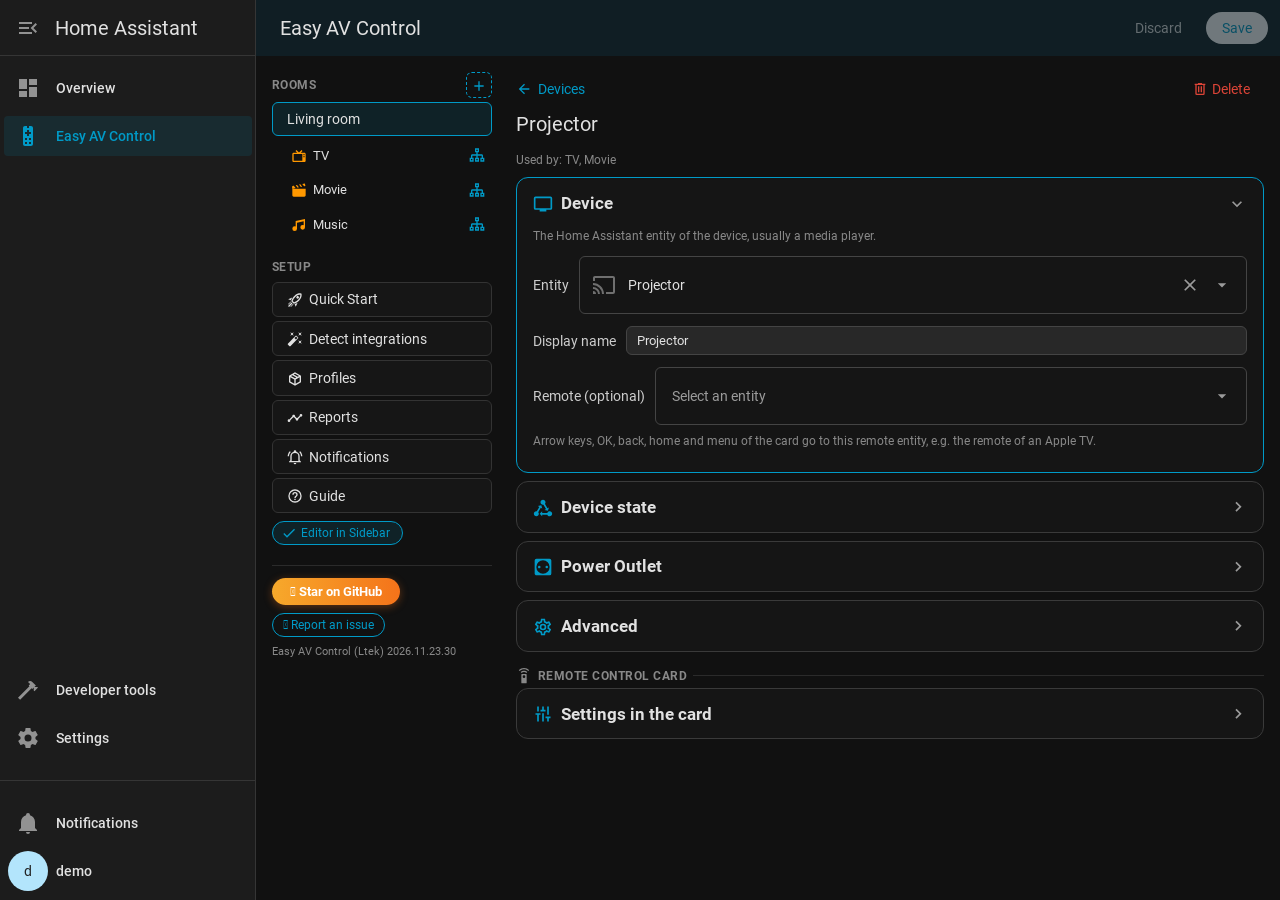 Home Assistant
Easy AV Control
Discard
Save
Overview
Easy AV Control
Developer tools
Settings
Notifications
d
demo
ROOMS
Living room
TV
Movie
Music
SETUP
Quick Start
Detect integrations
Profiles
Reports
Notifications
Guide
Editor in Sidebar
Star on GitHub
Report an issue
Easy AV Control (Ltek) 2026.11.23.30
Devices
Delete
Projector
Used by: TV, Movie
Device
The Home Assistant entity of the device, usually a media player.
Entity
Projector
Display name
Projector
Remote (optional)
Select an entity
Arrow keys, OK, back, home and menu of the card go to this remote entity, e.g. the remote of an Apple TV.
Device state
Power Outlet
Advanced
REMOTE CONTROL CARD
Settings in the card